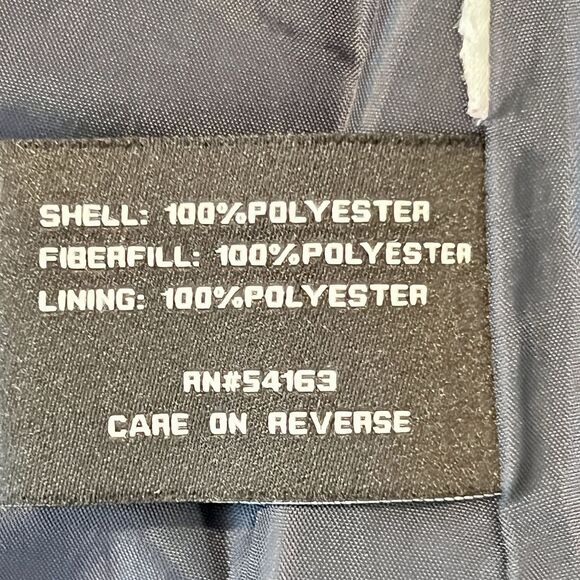 SHELL: 100%POLYESTER
FIBERFILL: 100%POLYESTER
LINING: 100%POLYESTER
RN#54163
CARE ON REVERSE